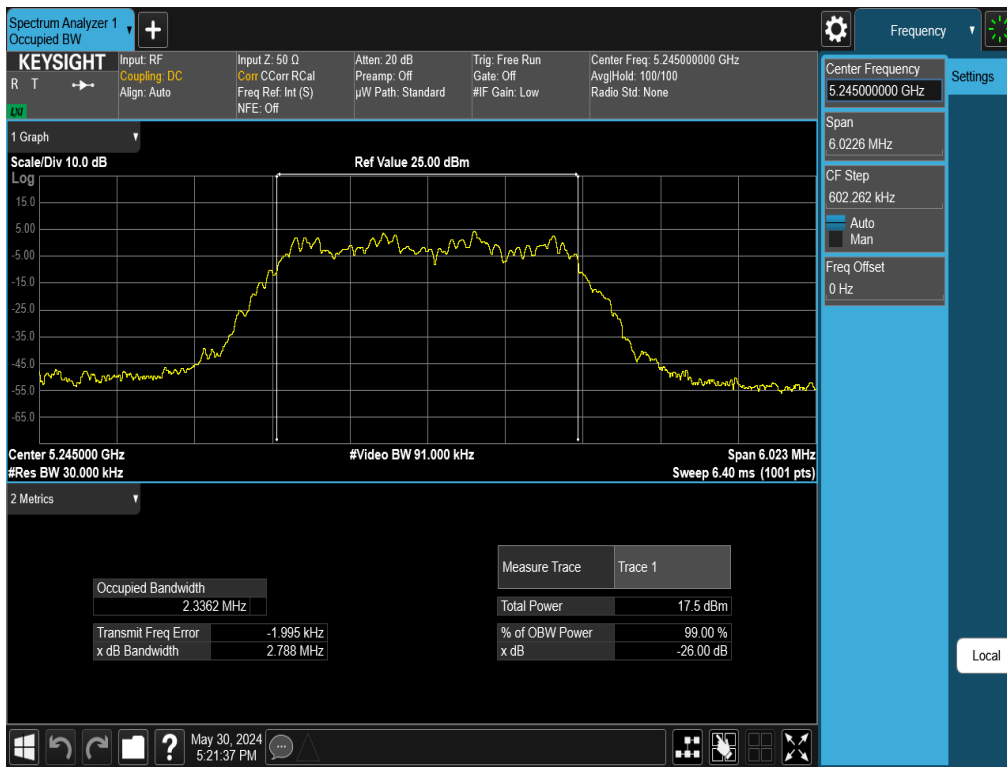 Spectrum Analyzer 1
Occupied BW
Frequency
KEYSIGHT
R T
LXI
Input: RF
Coupling: DC
Align: Auto
Input Z: 50 Ω
Corr CCorr RCal
Freq Ref: Int (S)
NFE: Off
Atten: 20 dB
Preamp: Off
µW Path: Standard
Trig: Free Run
Gate: Off
#IF Gain: Low
Center Freq: 5.245000000 GHz
Avg|Hold: 100/100
Radio Std: None
Center Frequency
5.245000000 GHz
Settings
Span
6.0226 MHz
CF Step
602.262 kHz
Auto
Man
Freq Offset
0 Hz
Local
1 Graph
Scale/Div 10.0 dB
Ref Value 25.00 dBm
Log
15.0
5.00
-5.00
-15.0
-25.0
-35.0
-45.0
-55.0
-65.0
Center 5.245000 GHz
#Video BW 91.000 kHz
Span 6.023 MHz
#Res BW 30.000 kHz
Sweep 6.40 ms (1001 pts)
2 Metrics
Measure Trace Trace 1
Occupied Bandwidth
2.3362 MHz
Total Power 17.5 dBm
Transmit Freq Error -1.995 kHz
% of OBW Power 99.00 %
x dB Bandwidth 2.788 MHz
x dB -26.00 dB
May 30, 2024
5:21:37 PM